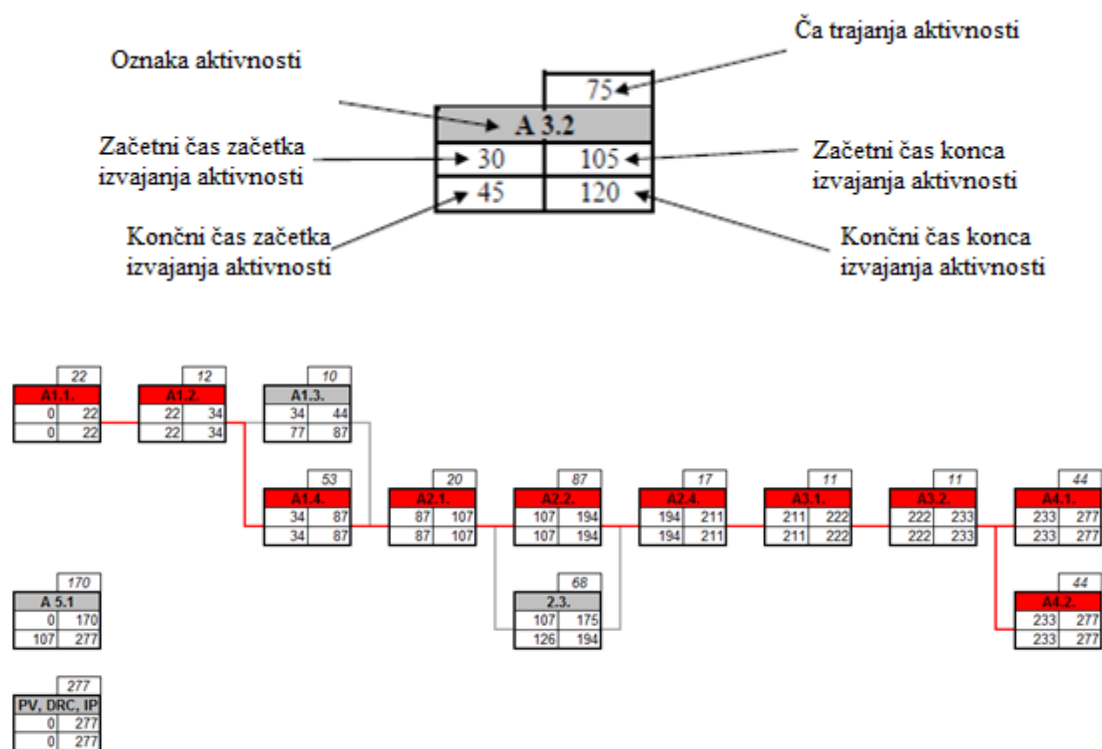 Ča trajanja aktivnosti
Oznaka aktivnosti
75
A 3.2
Začetni čas začetka
izvajanja aktivnosti
30 105
Začetni čas konca
izvajanja aktivnosti
45 120
Končni čas začetka
izvajanja aktivnosti
Končni čas konca
izvajanja aktivnosti
22
A1.1.
0 22
0 22
12
A1.2.
22 34
22 34
10
A1.3.
34 44
77 87
53
A1.4.
34 87
34 87
20
A2.1.
87 107
87 107
87
A2.2.
107 194
107 194
17
A2.4.
194 211
194 211
11
A3.1.
211 222
211 222
11
A3.2.
222 233
222 233
44
A4.1.
233 277
233 277
170
A 5.1
0 170
107 277
68
2.3.
107 175
126 194
44
A4.2.
233 277
233 277
277
PV, DRC, IP
0 277
0 277